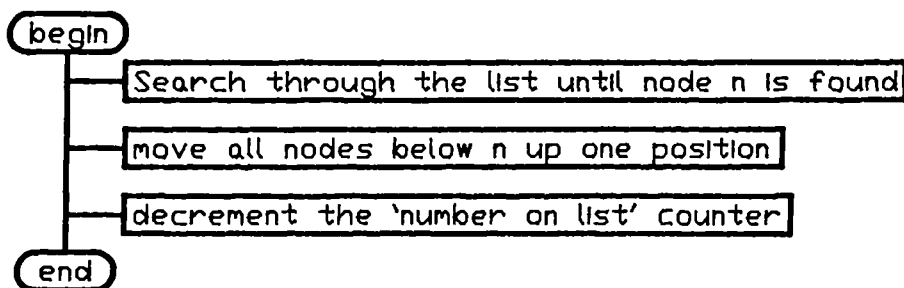 begin
Search through the list until node n is found
move all nodes below n up one position
decrement the 'number on list' counter
end